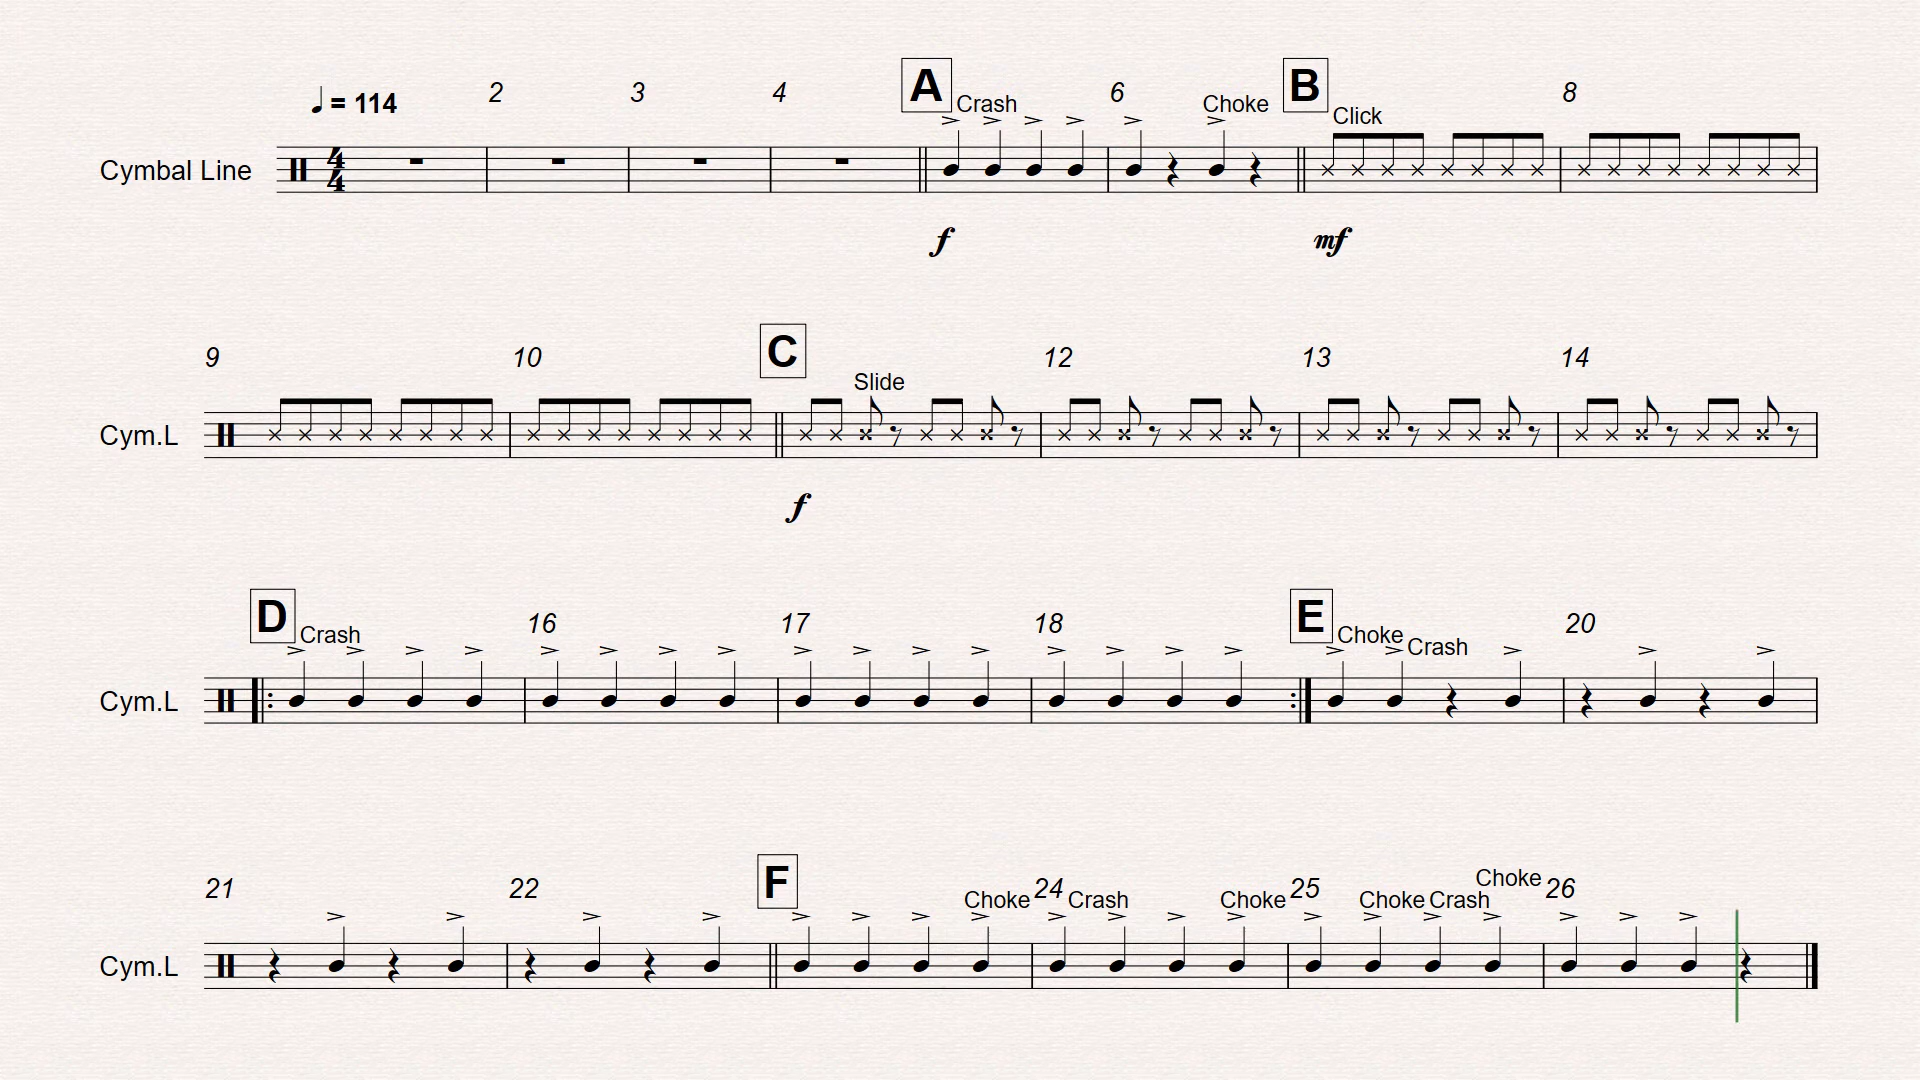 ♩ = 114 2 3 4 A Crash 6 Choke B Click 8
Cymbal Line 4/4
f mf
9 10 C Slide 12 13 14
Cym.L
f
D Crash 16 17 18 E Choke Crash 20
Cym.L
21 22 F Choke 24 Crash Choke 25 Choke Crash Choke 26
Cym.L